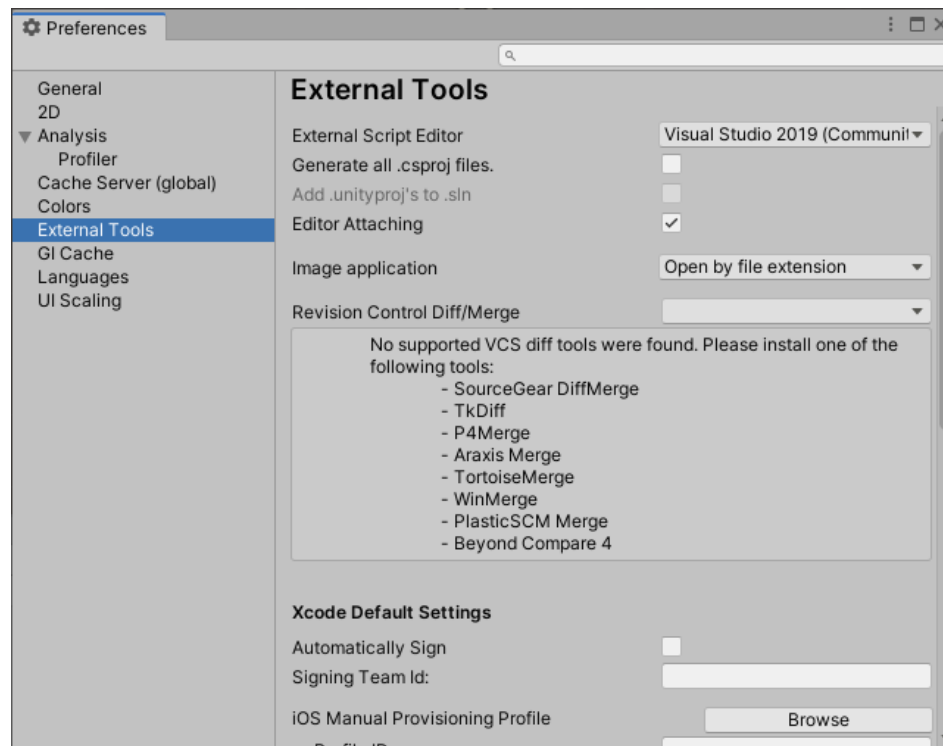 Preferences
General
2D
Analysis
Profiler
Cache Server (global)
Colors
External Tools
GI Cache
Languages
UI Scaling
External Tools
External Script Editor
Visual Studio 2019 (Communit
Generate all .csproj files.
Add .unityproj's to .sln
Editor Attaching
Image application
Open by file extension
Revision Control Diff/Merge
No supported VCS diff tools were found. Please install one of the
following tools:
- SourceGear DiffMerge
- TkDiff
- P4Merge
- Araxis Merge
- TortoiseMerge
- WinMerge
- PlasticSCM Merge
- Beyond Compare 4
Xcode Default Settings
Automatically Sign
Signing Team Id:
iOS Manual Provisioning Profile
Browse